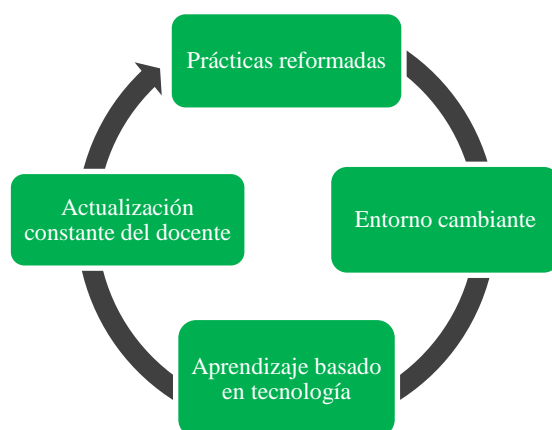 Prácticas reformadas
Entorno cambiante
Aprendizaje basado
en tecnología
Actualización
constante del docente